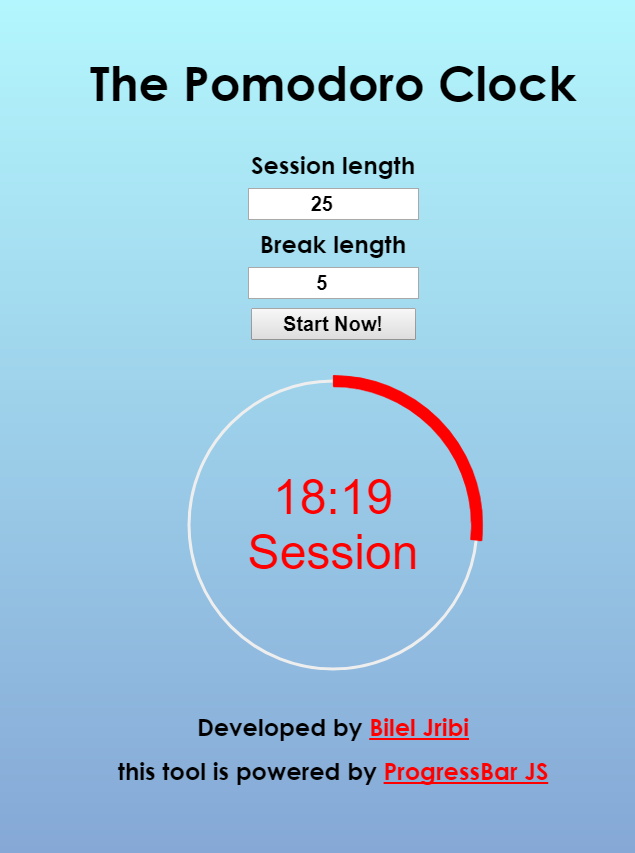 The Pomodoro Clock
Session length
25
Break length
5
Start Now!
18:19
Session
Developed by Bilel Jribi
this tool is powered by ProgressBar JS